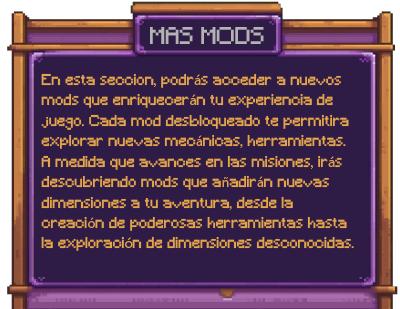 MAS MODS
En esta seccion, podrás acceder a nuevos
mods que enriquecerán tu experiencia de
juego. Cada mod desbloqueado te permitira
explorar nuevas mecánicas, herramientas.
A medida que avances en las misiones, irás
descubriendo mods que añadirán nuevas
dimensiones a tu aventura, desde la
creación de poderosas herramientas hasta
la exploración de dimensiones desconocidas.